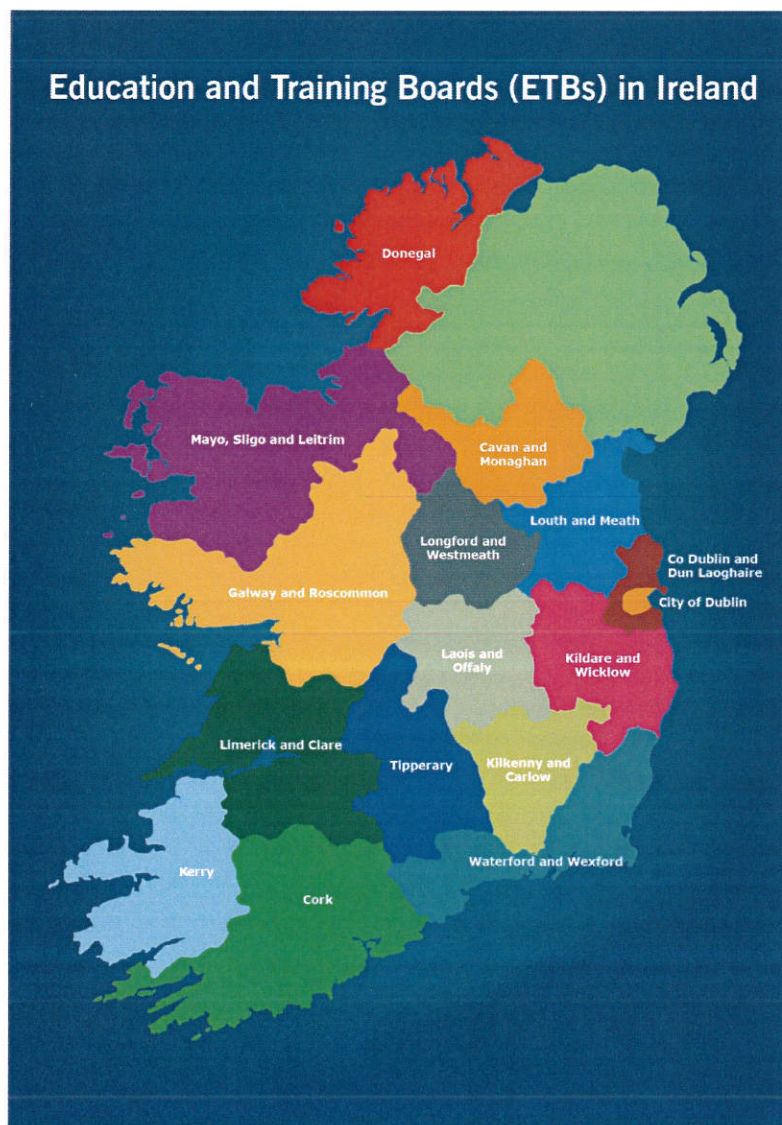 Education and Training Boards (ETBs) in Ireland
Donegal
Mayo, Sligo and Leitrim
Cavan and
Monaghan
Louth and Meath
Longford and
Westmeath
Co Dublin and
Dun Laoghaire
City of Dublin
Galway and Roscommon
Laois and
Offaly
Kildare and
Wicklow
Limerick and Clare
Tipperary
Kilkenny and
Carlow
Waterford and Wexford
Kerry
Cork